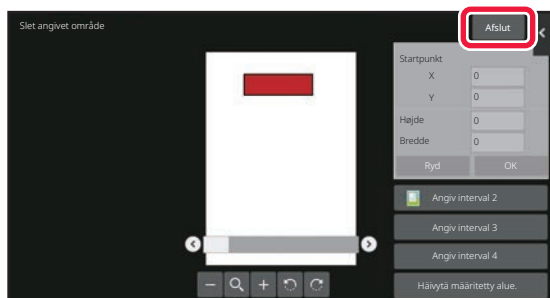 Slet angivet område
Afslut
Startpunkt
X 0
Y 0
Højde 0
Bredde 0
Ryd OK
Angiv interval 2
Angiv interval 3
Angiv interval 4
Häivytä määritetty alue.